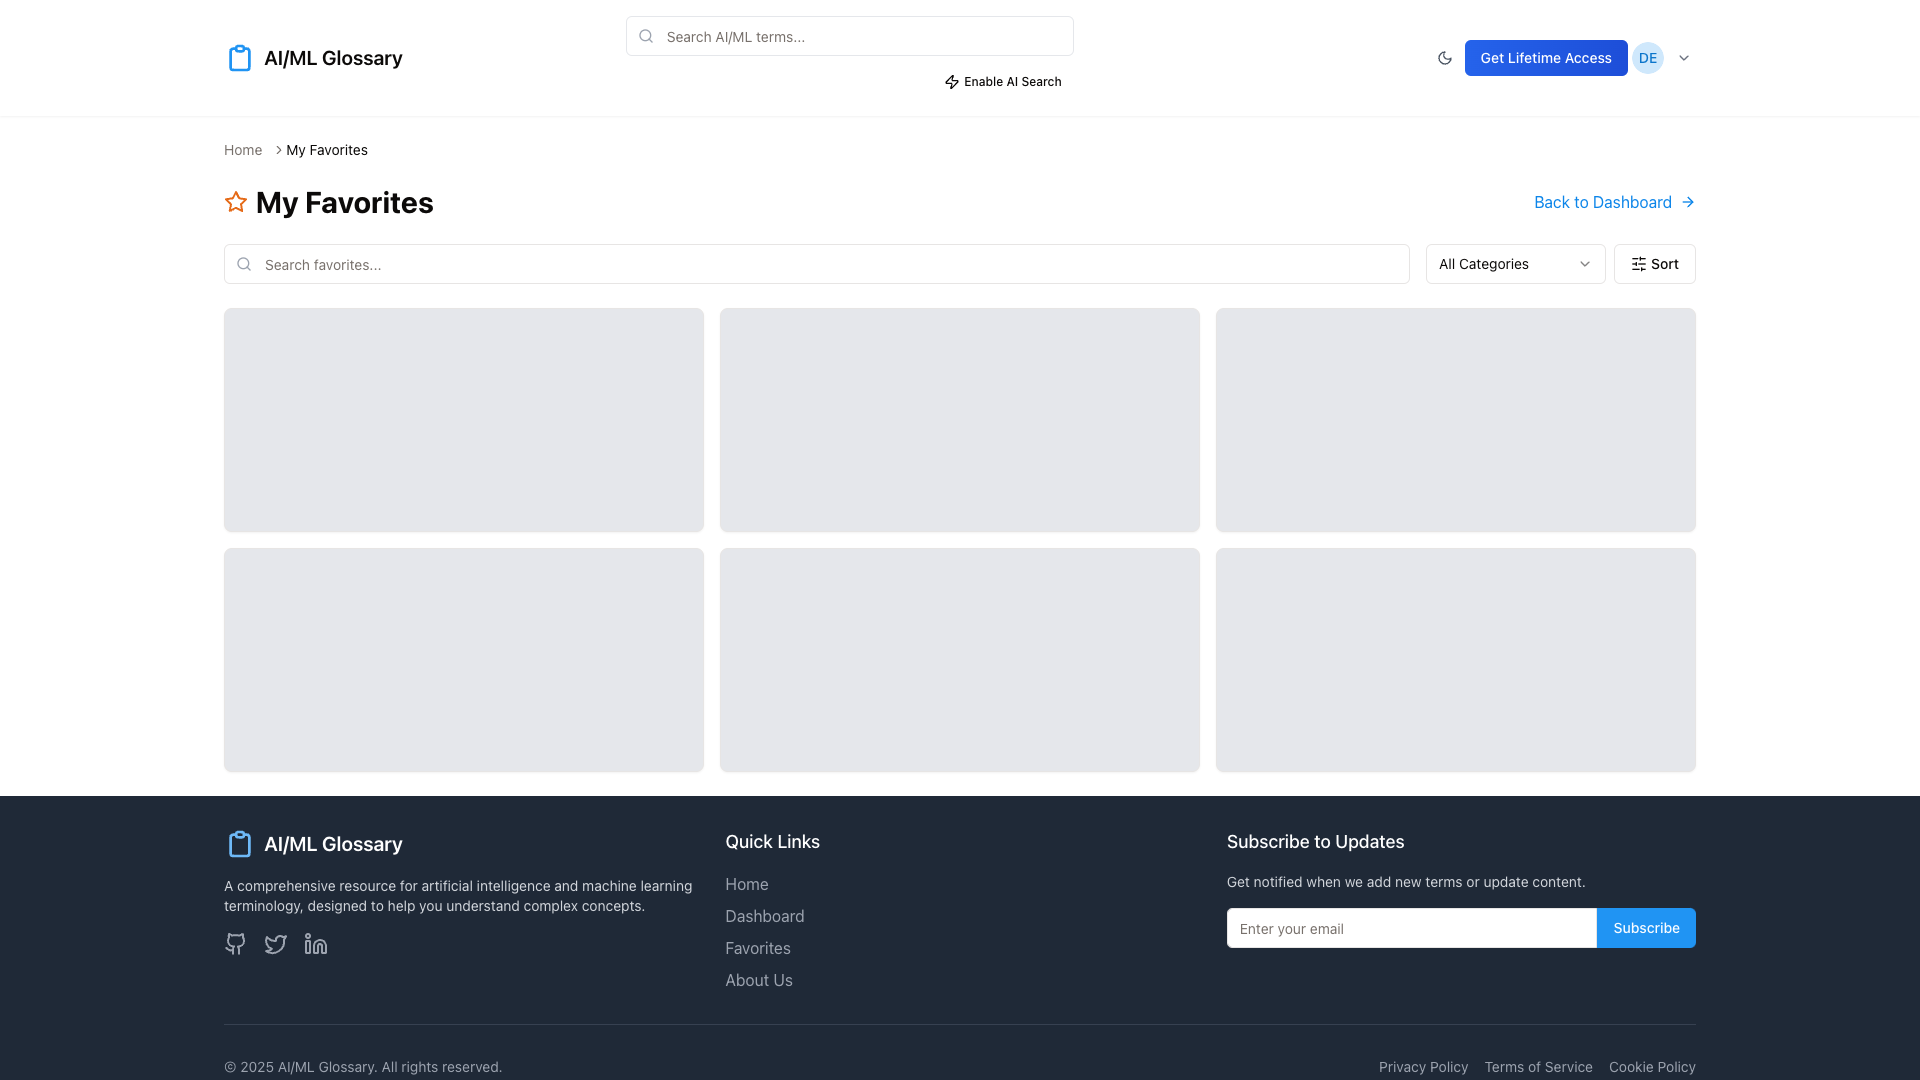 AI/ML Glossary
Search AI/ML terms...
Enable AI Search
Get Lifetime Access
DE
Home
My Favorites
My Favorites
Back to Dashboard
Search favorites...
All Categories
Sort
AI/ML Glossary
A comprehensive resource for artificial intelligence and machine learning
terminology, designed to help you understand complex concepts.
Quick Links
Home
Dashboard
Favorites
About Us
Subscribe to Updates
Get notified when we add new terms or update content.
Enter your email
Subscribe
© 2025 AI/ML Glossary. All rights reserved.
Privacy Policy
Terms of Service
Cookie Policy